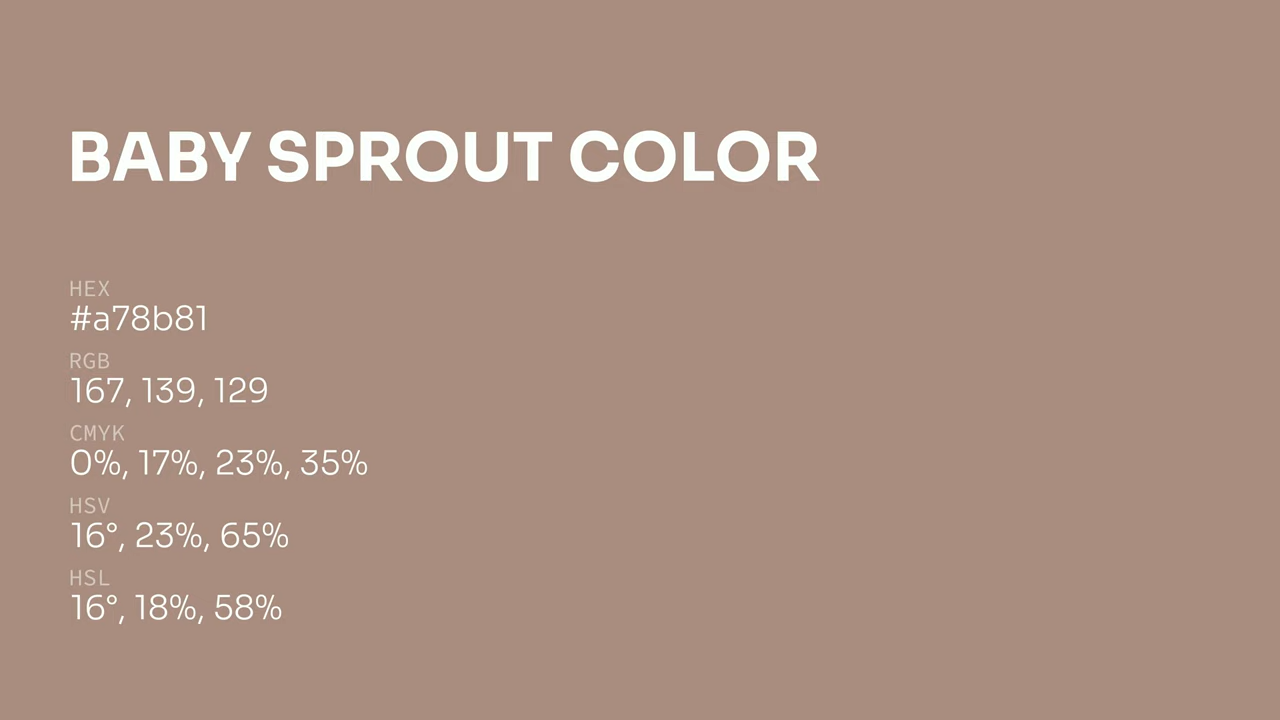 BABY SPROUT COLOR
HEX
#a78b81
RGB
167, 139, 129
CMYK
0%, 17%, 23%, 35%
HSV
16°, 23%, 65%
HSL
16°, 18%, 58%